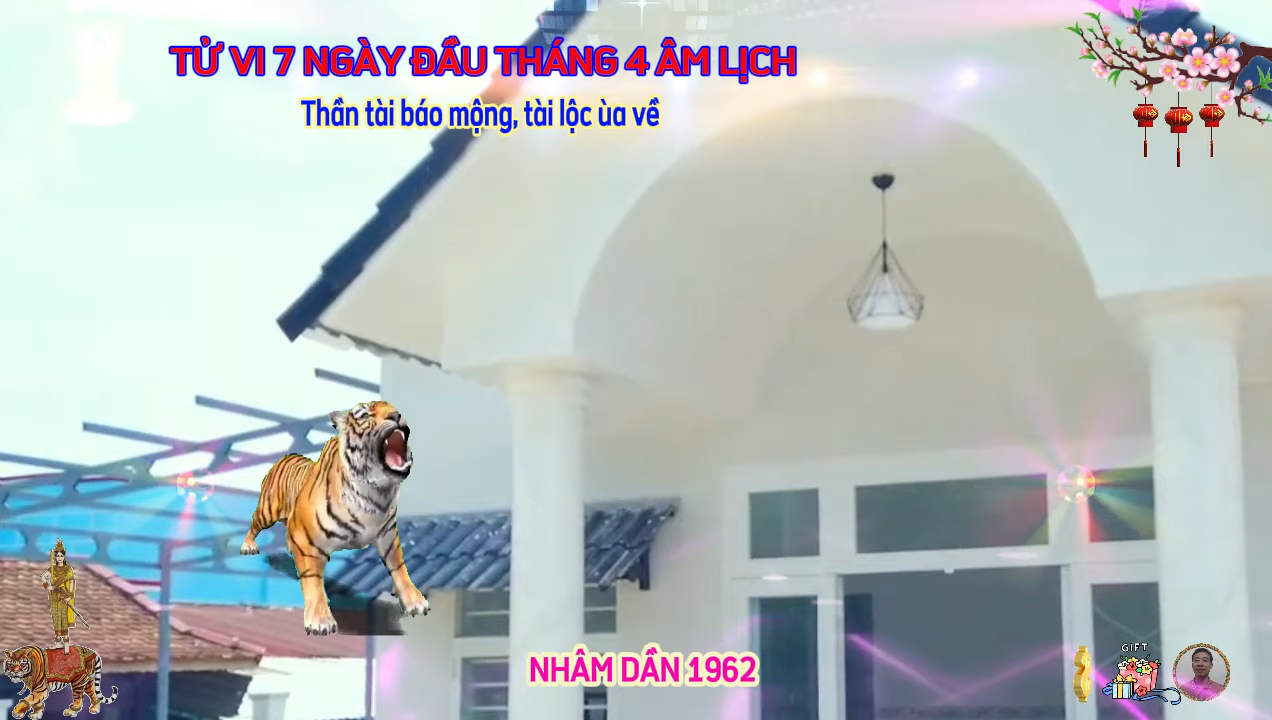 TỬ VI 7 NGÀY ĐẦU THÁNG 4 ÂM LỊCH
Thần tài báo mộng, tài lộc ùa về
NHÂM DẦN 1962
GIFT